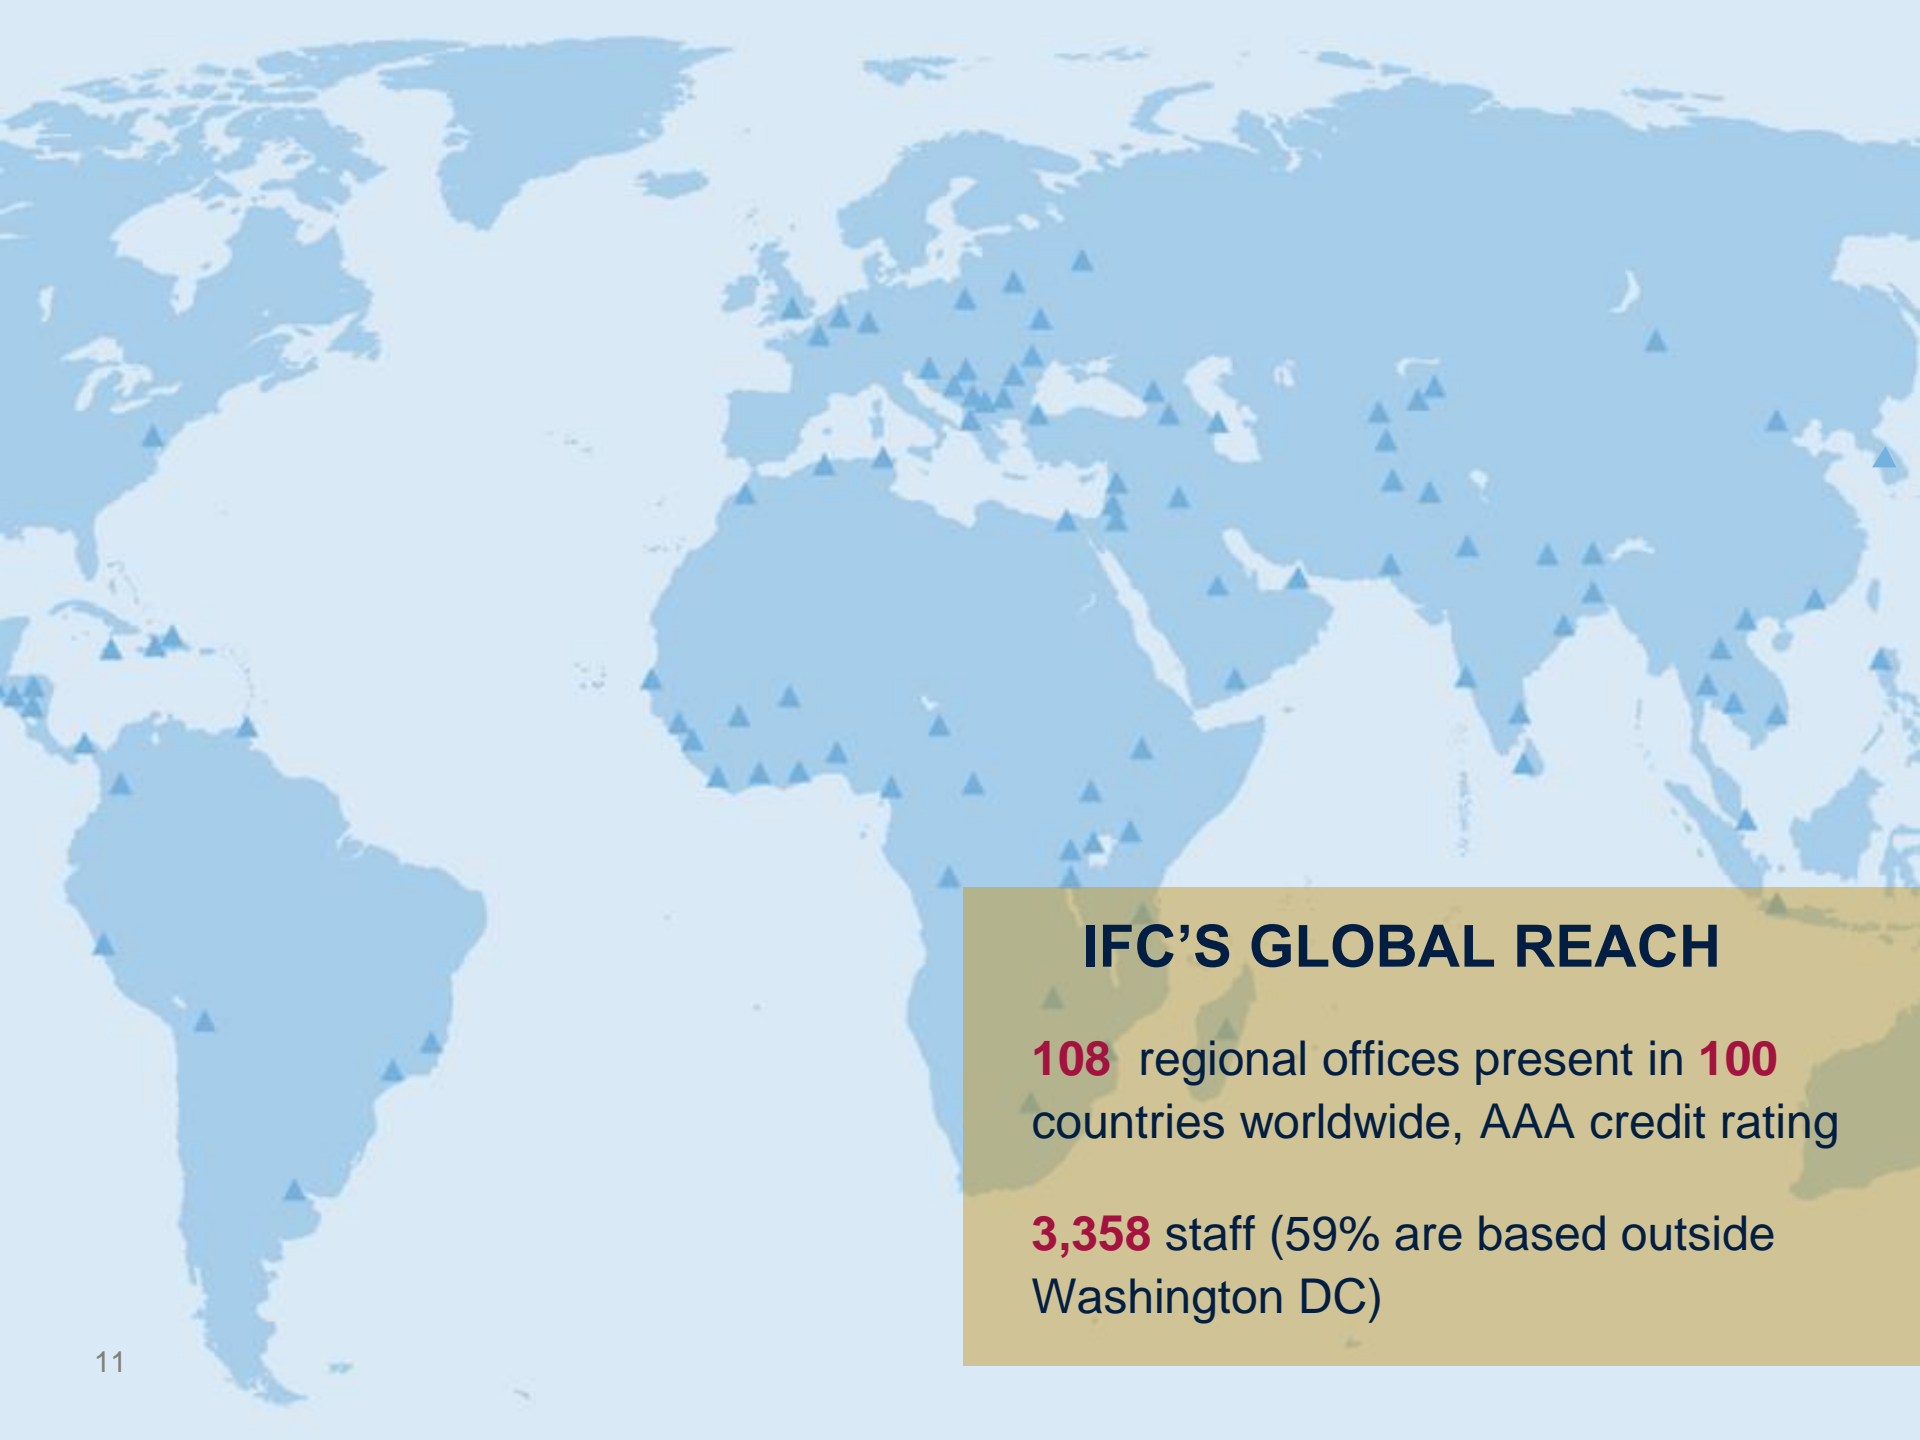 IFC’S GLOBAL REACH
108 regional offices present in 100
countries worldwide, AAA credit rating
3,358 staff (59% are based outside
Washington DC)
11